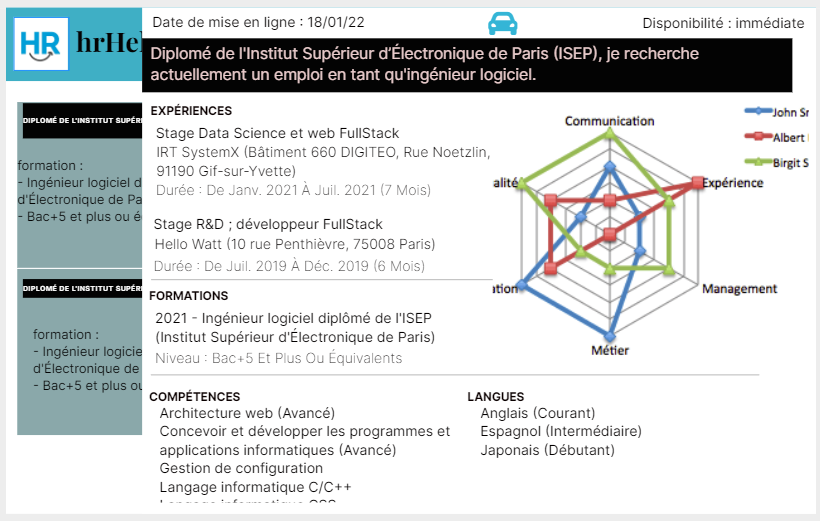 HR hrHel
Date de mise en ligne : 18/01/22
Disponibilité : immédiate
Diplomé de l'Institut Supérieur d'Électronique de Paris (ISEP), je recherche
actuellement un emploi en tant qu'ingénieur logiciel.
DIPLOMÉ DE L'INSTITUT SUPÉR
formation :
- Ingénieur logiciel d
d'Électronique de Pa
- Bac+5 et plus ou é
DIPLOMÉ DE L'INSTITUT SUPÉR
formation :
- Ingénieur logicie
d'Électronique de
- Bac+5 et plus ou
EXPÉRIENCES
Stage Data Science et web FullStack
IRT SystemX (Bâtiment 660 DIGITEO, Rue Noetzlin,
91190 Gif-sur-Yvette)
Durée : De Janv. 2021 À Juil. 2021 (7 Mois)
Stage R&D ; développeur FullStack
Hello Watt (10 rue Penthièvre, 75008 Paris)
Durée : De Juil. 2019 À Déc. 2019 (6 Mois)
FORMATIONS
2021 - Ingénieur logiciel diplômé de l'ISEP
(Institut Supérieur d'Électronique de Paris)
Niveau : Bac+5 Et Plus Ou Équivalents
Communication
Expérience
Management
Métier
ation
alité
John Sr
Albert
Birgit S
COMPÉTENCES
Architecture web (Avancé)
Concevoir et développer les programmes et
applications informatiques (Avancé)
Gestion de configuration
Langage informatique C/C++
LANGUES
Anglais (Courant)
Espagnol (Intermédiaire)
Japonais (Débutant)